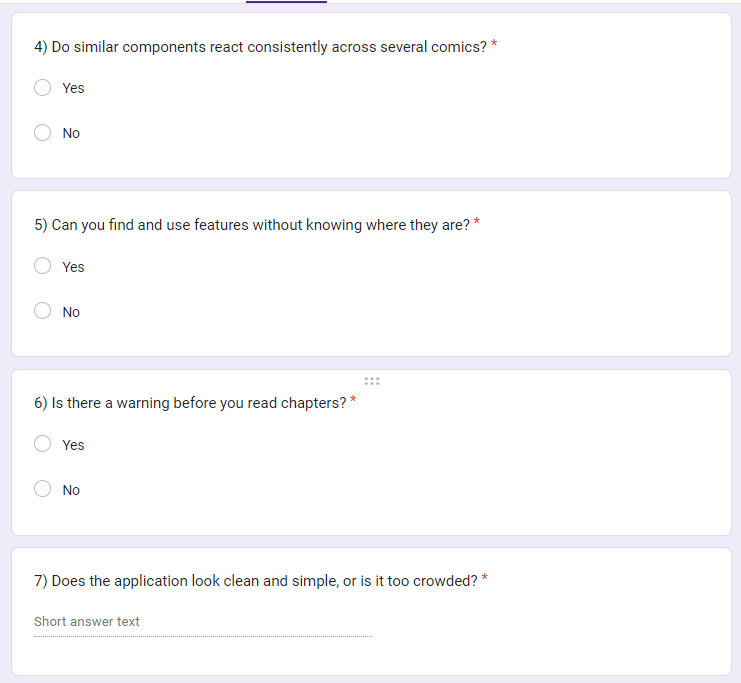 4) Do similar components react consistently across several comics? *
Yes
No
5) Can you find and use features without knowing where they are? *
Yes
No
6) Is there a warning before you read chapters? *
Yes
No
7) Does the application look clean and simple, or is it too crowded? *
Short answer text